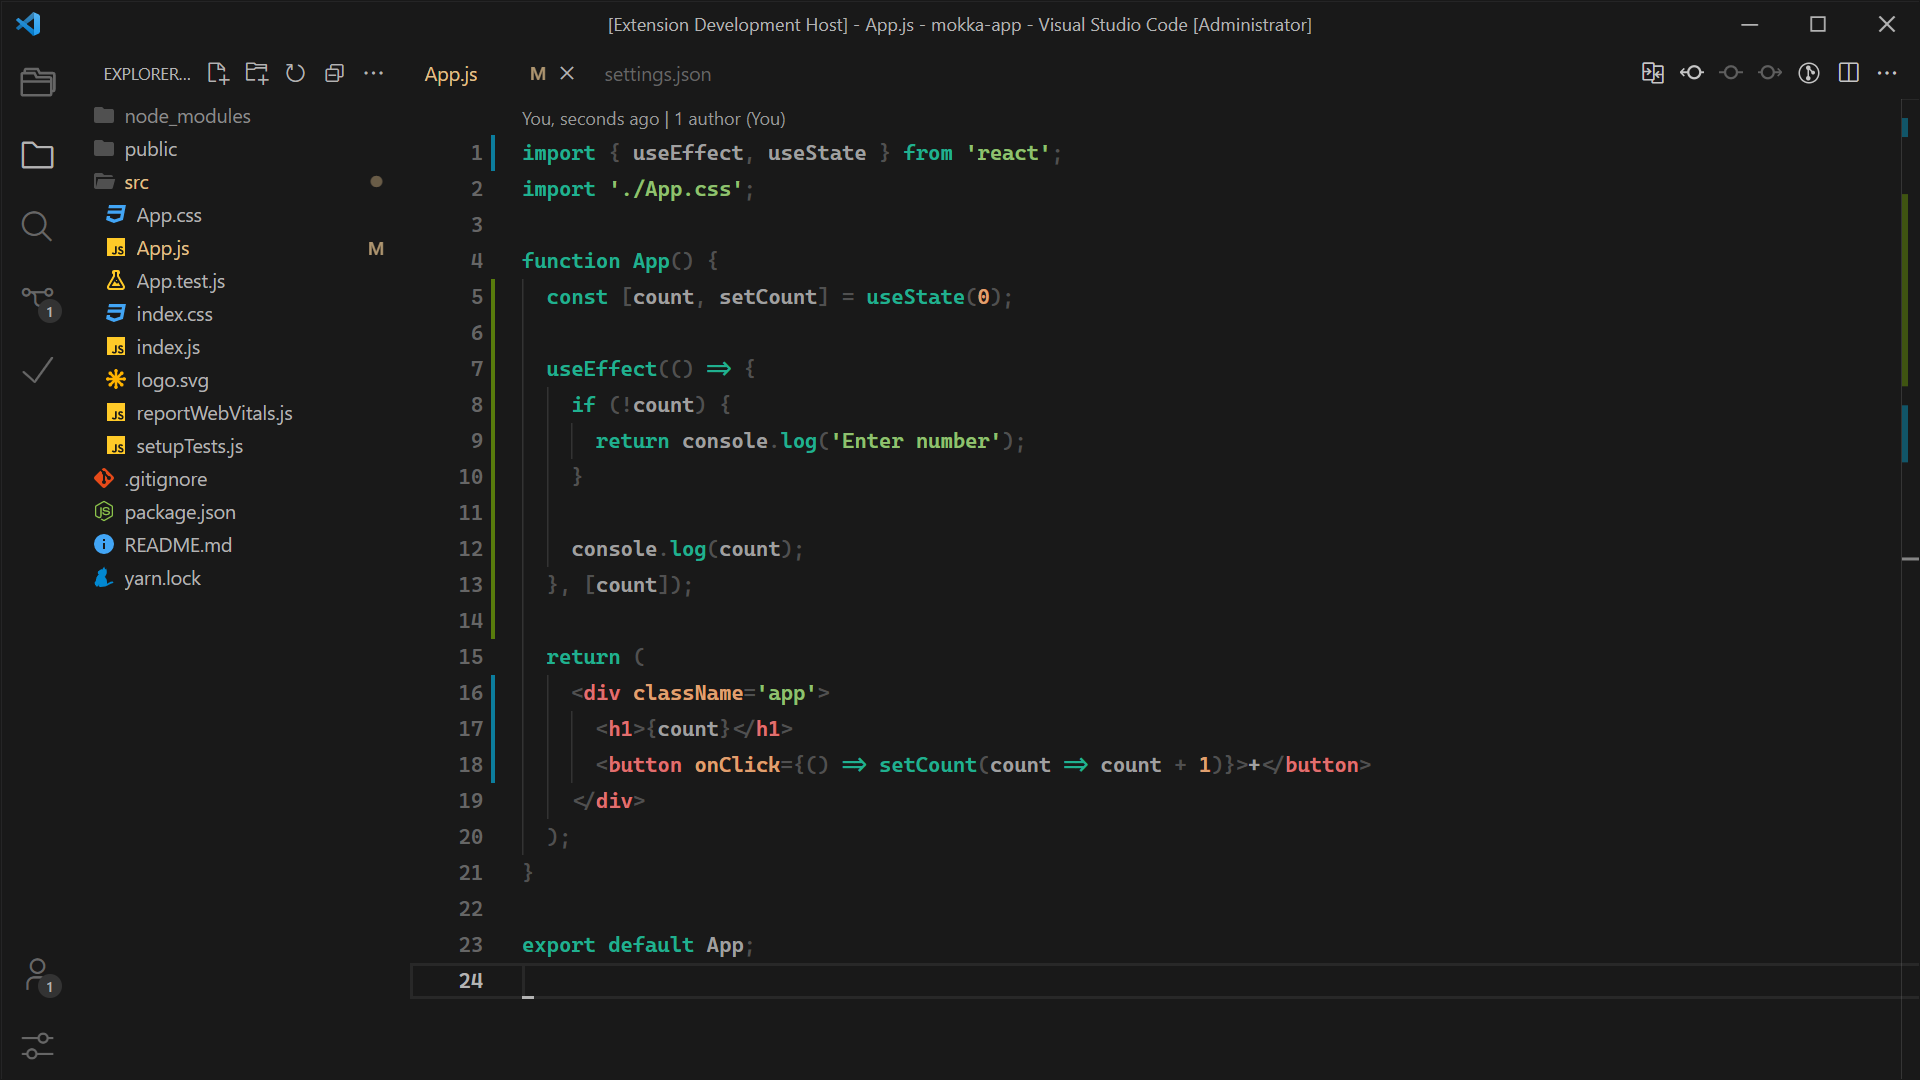 [Extension Development Host] - App.js - mokka-app - Visual Studio Code [Administrator]
EXPLORER...
App.js M
settings.json
node_modules
public
src
App.css
App.js M
App.test.js
index.css
index.js
logo.svg
reportWebVitals.js
setupTests.js
.gitignore
package.json
README.md
yarn.lock
1
1
You, seconds ago | 1 author (You)
1 import { useEffect, useState } from 'react';
2 import './App.css';
3
4 function App() {
5 const [count, setCount] = useState(0);
6
7 useEffect(() => {
8 if (!count) {
9 return console.log('Enter number');
10 }
11
12 console.log(count);
13 }, [count]);
14
15 return (
16 <div className='app'>
17 <h1>{count}</h1>
18 <button onClick={() => setCount(count => count + 1)}>+</button>
19 </div>
20 );
21 }
22
23 export default App;
24